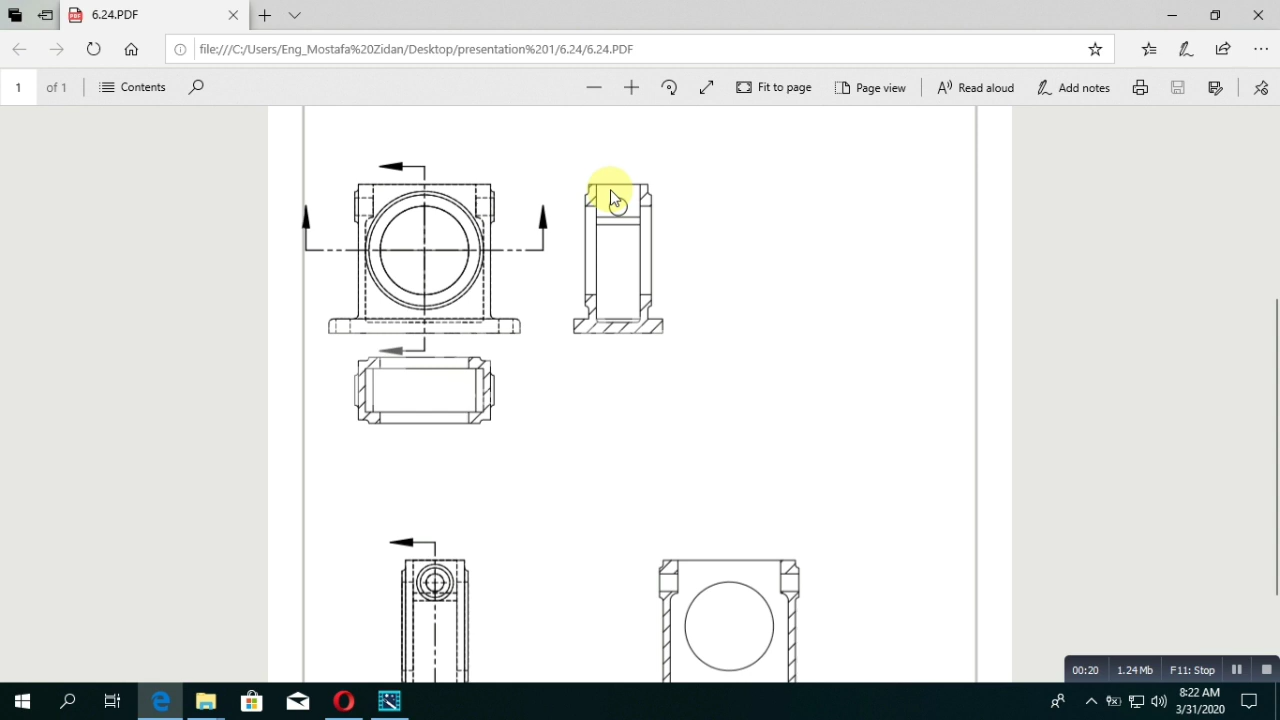 6.24.PDF
file:///C:/Users/Eng_Mostafa%20Zidan/Desktop/presentation%201/6.24/6.24.PDF
1 of 1 Contents Fit to page Page view Read aloud Add notes
00:20 1.24 Mb F11: Stop
8:22 AM
3/31/2020